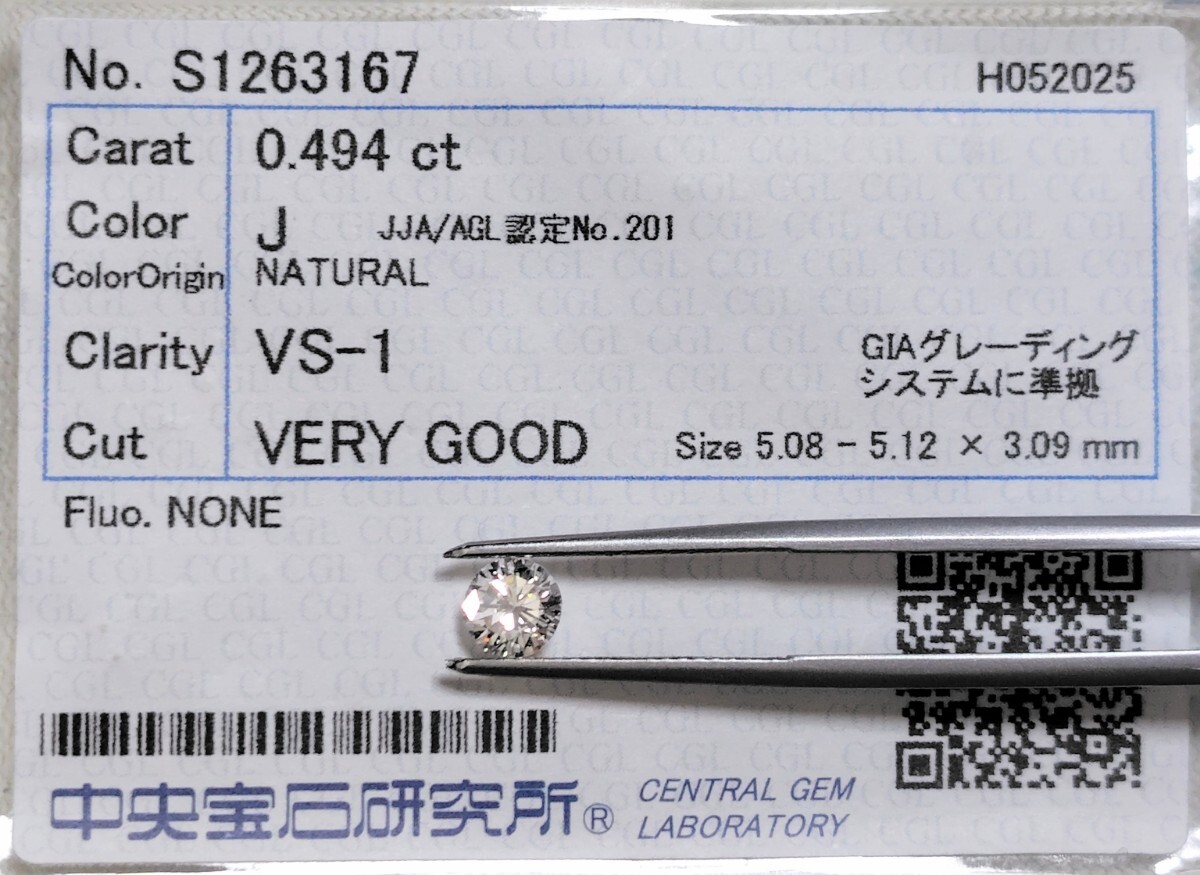 No. S1263167
H052025
Carat 0.494 ct
Color J JJA/AGL認定No.201
ColorOrigin NATURAL
Clarity VS-1
GIAグレーディング
システムに準拠
Cut VERY GOOD Size 5.08 - 5.12 × 3.09 mm
Fluo. NONE
中央宝石研究所® CENTRAL GEM
LABORATORY